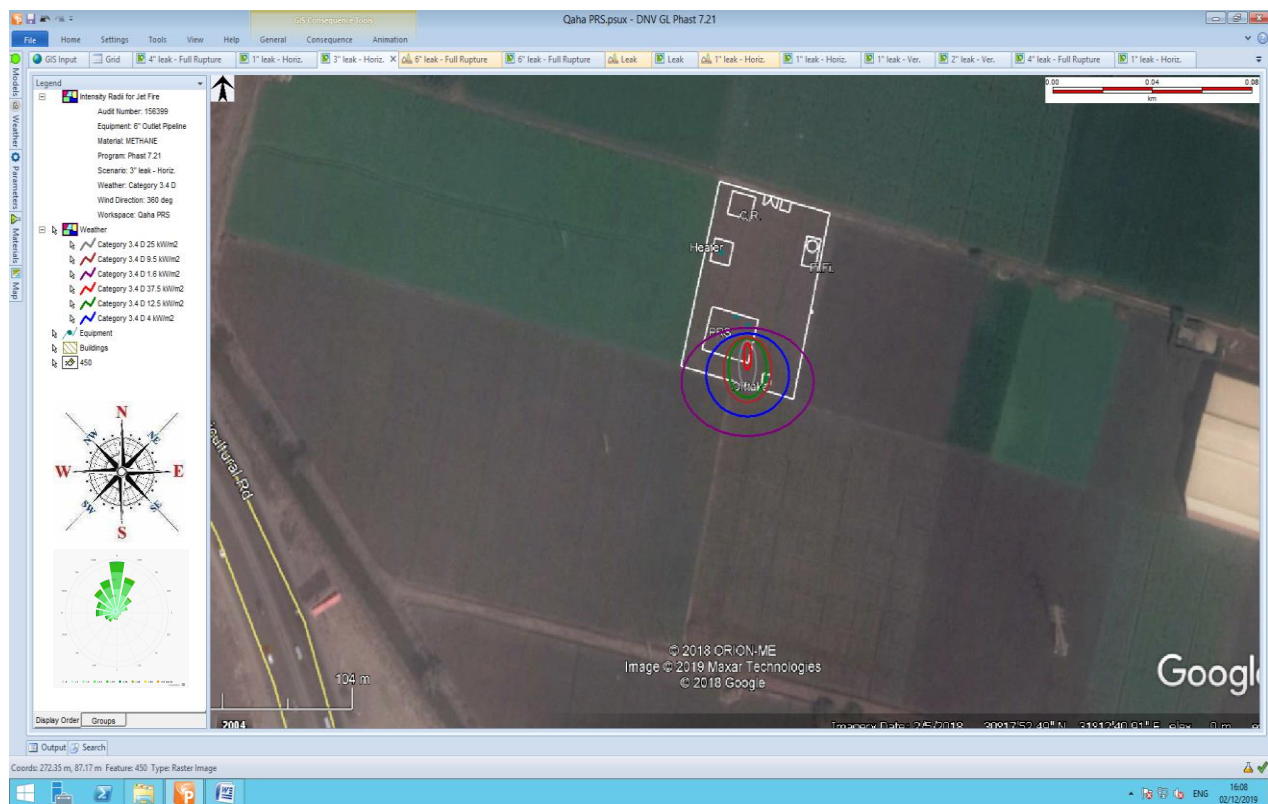 GIS Consequence Tools
Qaha PRS.psux - DNV GL Phast 7.21
File Home Settings Tools View Help General Consequence Animation
GIS Input Grid 4" leak - Full Rupture 1" leak - Horiz. 3" leak - Horiz. X 6" leak - Full Rupture 6" leak - Full Rupture Leak Leak 1" leak - Horiz. 1" leak - Horiz. 1" leak - Ver. 2" leak - Ver. 4" leak - Full Rupture 1" leak - Horiz.
Models
Weather
Parameters
Materials
Map
Legend
Intensity Radii for Jet Fire
Audit Number: 156399
Equipment: 6" Outlet Pipeline
Material: METHANE
Program: Phast 7.21
Scenario: 3" leak - Horiz.
Weather: Category 3.4 D
Wind Direction: 360 deg
Workspace: Qaha PRS
Weather
Category 3.4 D 25 kW/m2
Category 3.4 D 9.5 kW/m2
Category 3.4 D 1.6 kW/m2
Category 3.4 D 37.5 kW/m2
Category 3.4 D 12.5 kW/m2
Category 3.4 D 4 kW/m2
Equipment
Buildings
450
N
NW NE
W E
SW SE
S
Display Order Groups
0.00 0.04 0.08
km
C.R.
Heater
PRS
cultural Rd
© 2018 ORION-ME
Image © 2019 Maxar Technologies
© 2018 Google
Google
104 m
2004
Imagery Date: 2/5/2018
Output Search
Coords: 272.35 m, 87.17 m Feature: 450 Type: Raster Image
ENG
16:08
02/12/2019